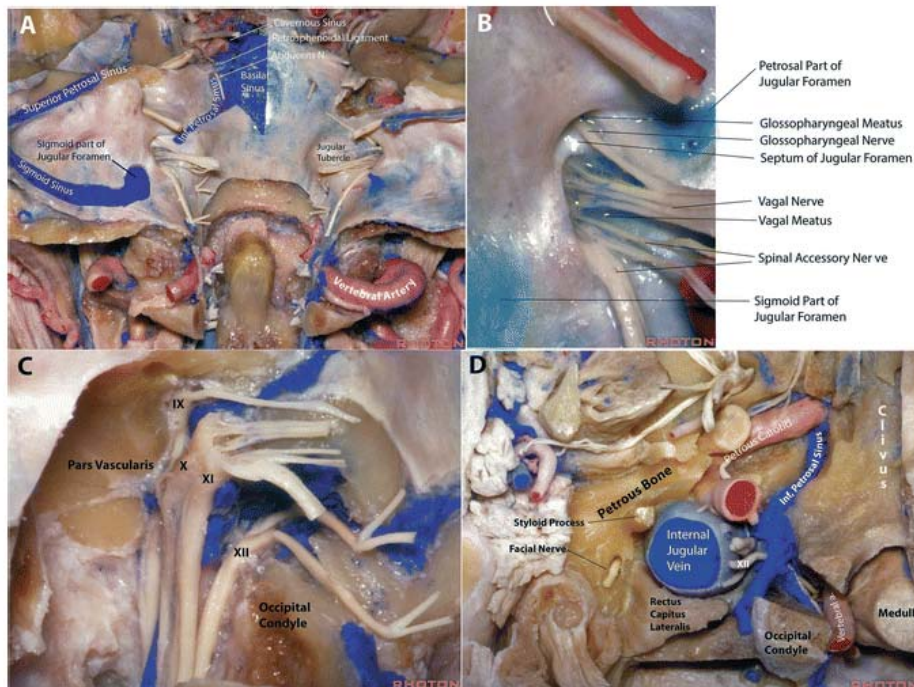 A
Cavernous Sinus
Petrosphenoidal Ligament
Abducens N.
Superior Petrosal Sinus
Basilar
Sinus
Inf. Petrosal Sinus
Sigmoid part of
Jugular Foramen
Jugular
Tubercle
Sigmoid Sinus
Vertebral Artery
RHOTON
B
Petrosal Part of
Jugular Foramen
Glossopharyngeal Meatus
Glossopharyngeal Nerve
Septum of Jugular Foramen
Vagal Nerve
Vagal Meatus
Spinal Accessory Ner ve
Sigmoid Part of
Jugular Foramen
RHOTON
C
IX
Pars Vascularis
X
XI
XII
Occipital
Condyle
RHOTON
D
Clivus
Petrous Carotid
Inf. Petrosal Sinus
Petrous Bone
Styloid Process
Facial Nerve
Internal
Jugular
Vein
XII
Rectus
Capitus
Lateralis
Occipital
Condyle
Vertebral
Medull
RHOTON